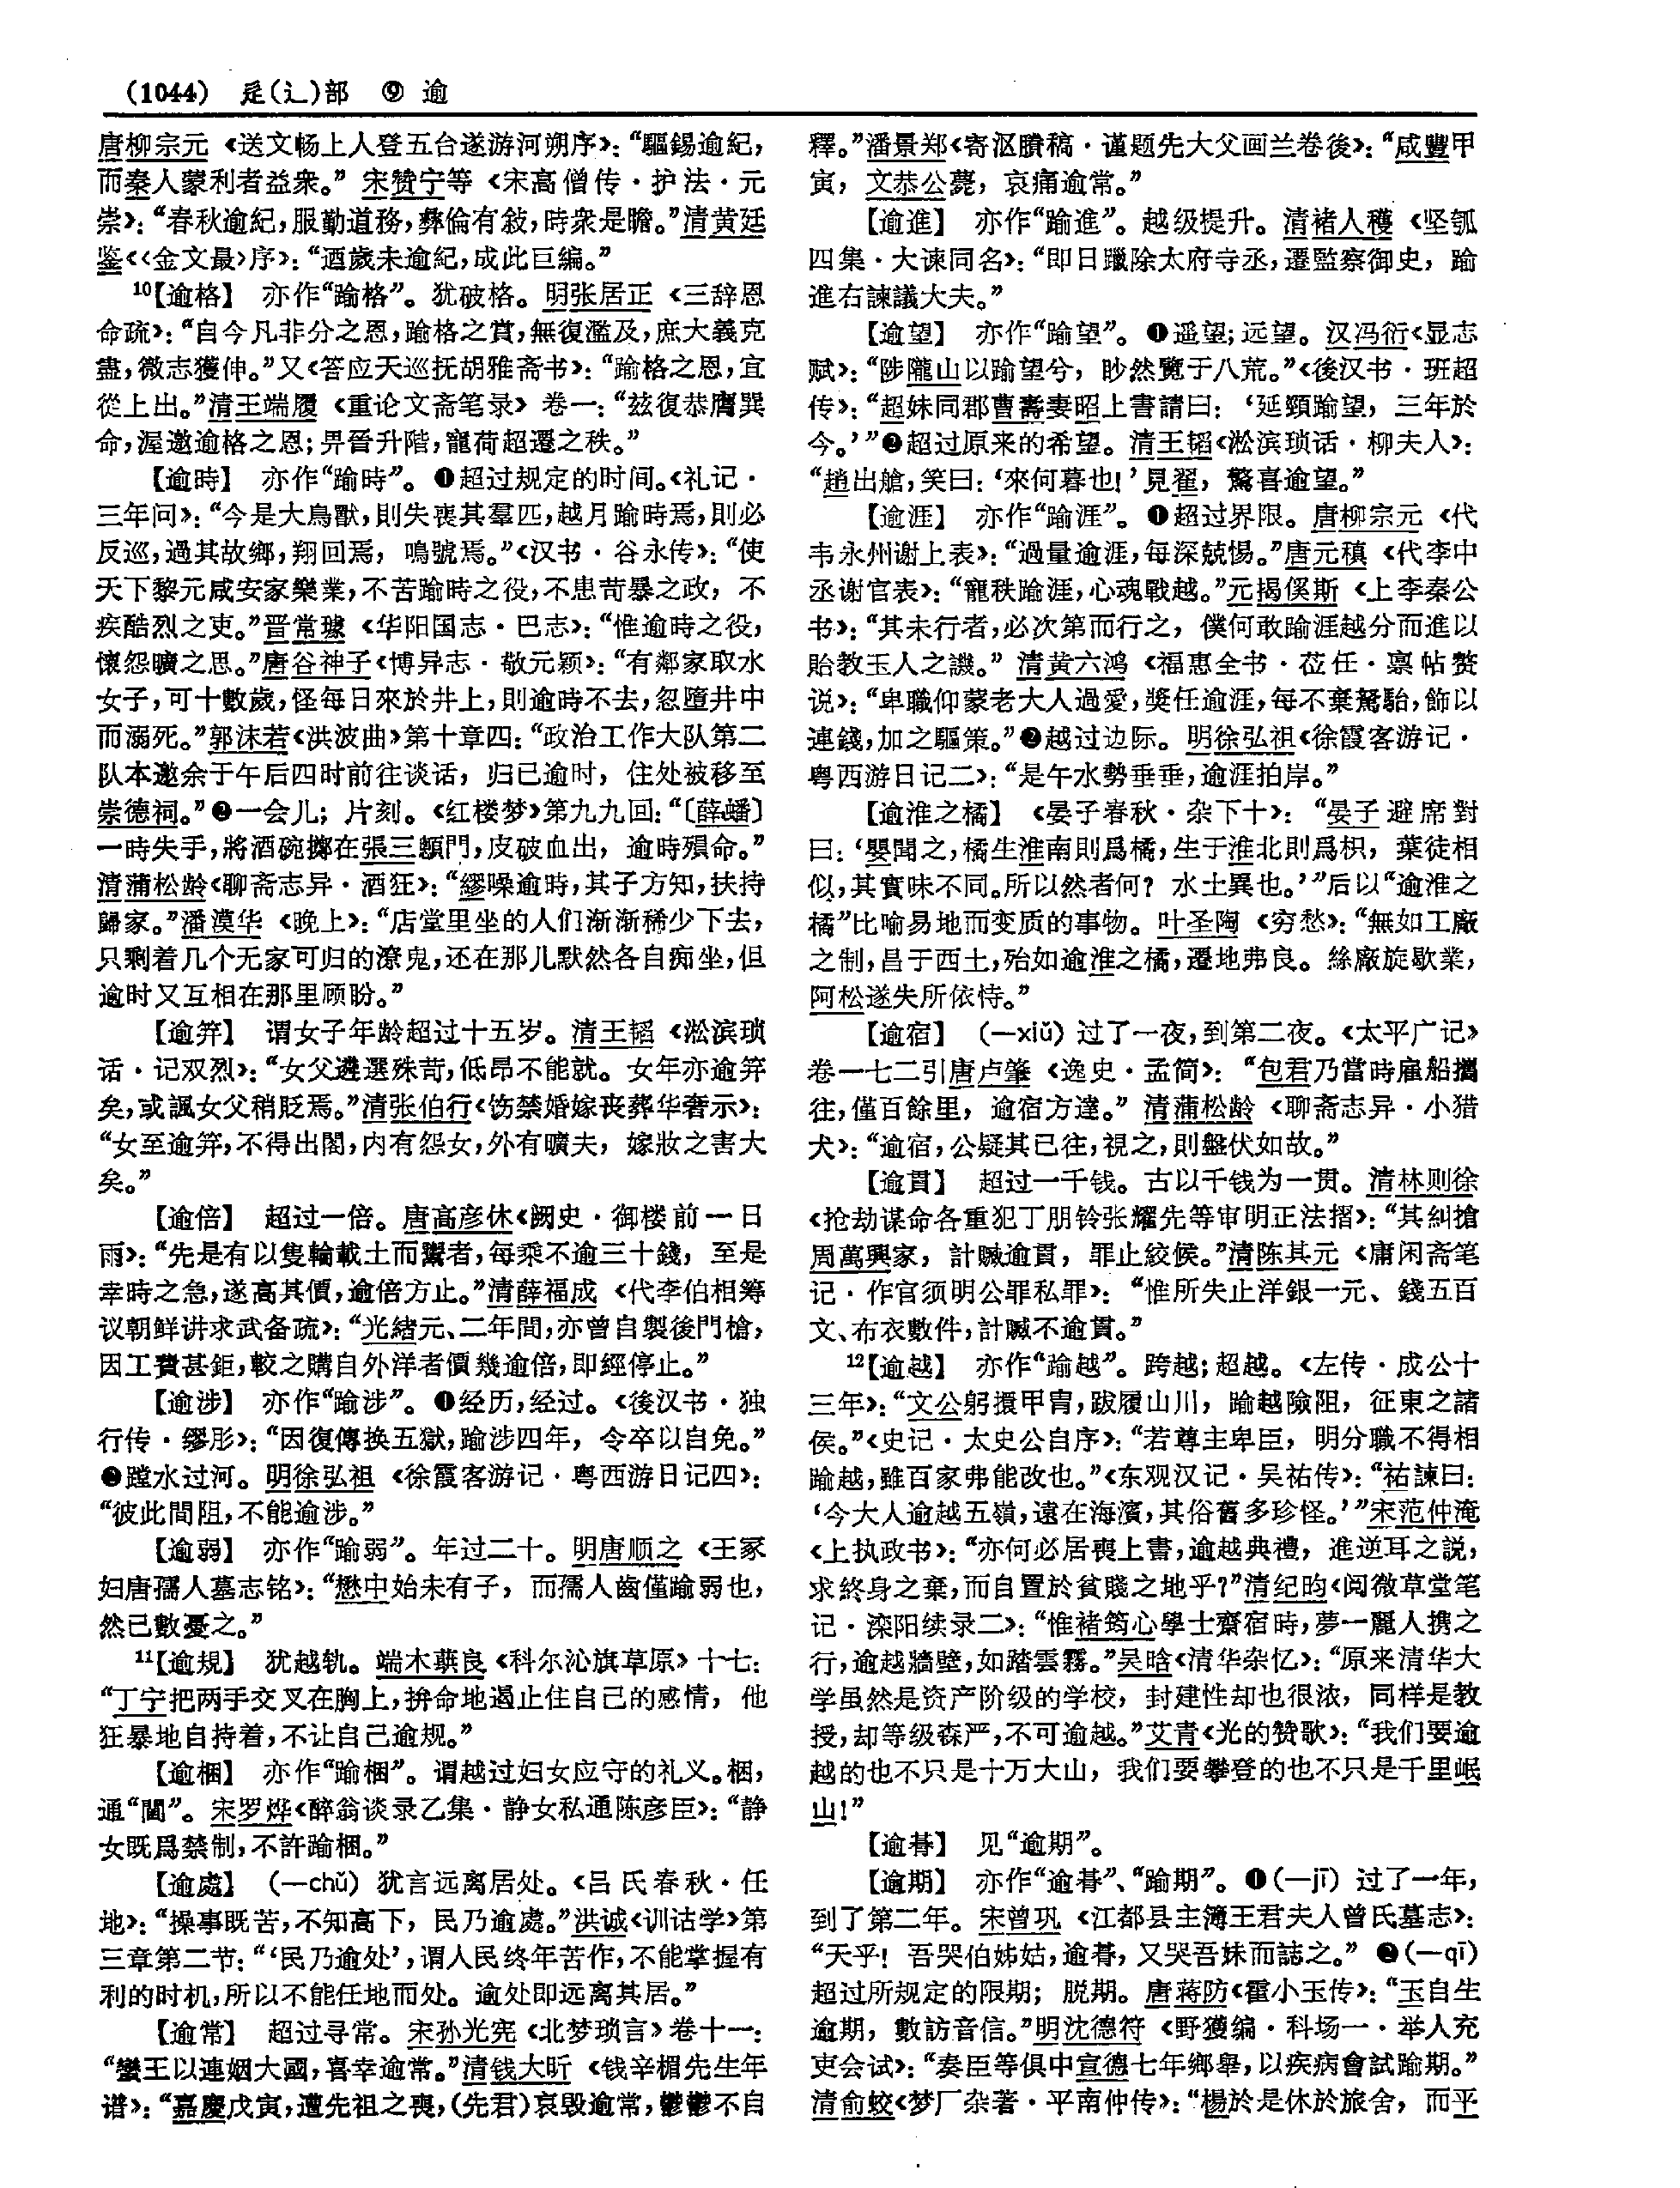 (1044) 辵(辶)部 ⑨ 逾
唐柳宗元《送文畅上人登五台遂游河朔序》：“驅錫逾紀，
而秦人蒙利者益衆。”宋赞宁等《宋高僧传·护法·元
崇》：“春秋逾紀，服勤道務，彝倫有敍，時衆是瞻。”清黄廷
鉴《〈金文最〉序》：“迺歲未逾紀，成此巨編。”
10【逾格】 亦作“踰格”。犹破格。明张居正《三辞恩
命疏》：“自今凡非分之恩，踰格之賞，無復濫及，庶大義克
盡，微志獲伸。”又《答应天巡抚胡雅斋书》：“踰格之恩，宜
從上出。”清王端履《重论文斋笔录》卷一：“兹復恭膺巽
命，渥邀逾格之恩；畀晉升階，寵荷超遷之秩。”
【逾時】 亦作“踰時”。❶超过规定的时间。《礼记·
三年问》：“今是大鳥獸，則失喪其羣匹，越月踰時焉，則必
反巡，過其故鄉，翔回焉，鳴號焉。”《汉书·谷永传》：“使
天下黎元咸安家樂業，不苦踰時之役，不患苛暴之政，不
疾酷烈之吏。”晋常璩《华阳国志·巴志》：“惟逾時之役，
懷怨曠之思。”唐谷神子《博异志·敬元颖》：“有鄰家取水
女子，可十數歲，怪每日來於井上，則逾時不去，忽墮井中
而溺死。”郭沫若《洪波曲》第十章四：“政治工作大队第二
队本邀余于午后四时前往谈话，归已逾时，住处被移至
崇德祠。”❷一会儿；片刻。《红楼梦》第九九回：“〔薛蟠〕
一時失手，將酒碗擲在張三顖門，皮破血出，逾時殞命。”
清蒲松龄《聊斋志异·酒狂》：“繆噪逾時，其子方知，扶持
歸家。”潘漠华《晚上》：“店堂里坐的人们渐渐稀少下去，
只剩着几个无家可归的潦鬼，还在那儿默然各自痴坐，但
逾时又互相在那里顾盼。”
【逾笄】 谓女子年龄超过十五岁。清王韬《淞滨琐
话·记双烈》：“女父遴選殊苛，低昂不能就。女年亦逾笄
矣，或諷女父稍貶焉。”清张伯行《饬禁婚嫁丧葬华奢示》：
“女至逾笄，不得出閣，内有怨女，外有曠夫，嫁妝之害大
矣。”
【逾倍】 超过一倍。唐高彦休《阙史·御楼前一日
雨》：“先是有以隻輪載土而鬻者，每乘不逾三十錢，至是
幸時之急，遂高其價，逾倍方止。”清薛福成《代李伯相筹
议朝鲜讲求武备疏》：“光緒元、二年間，亦曾自製後門槍，
因工費甚鉅，較之購自外洋者價幾逾倍，即經停止。”
【逾涉】 亦作“踰涉”。❶经历，经过。《後汉书·独
行传·缪肜》：“因復傳换五獄，踰涉四年，令卒以自免。”
❷蹚水过河。明徐弘祖《徐霞客游记·粤西游日记四》：
“彼此間阻，不能逾涉。”
【逾弱】 亦作“踰弱”。年过二十。明唐顺之《王冢
妇唐孺人墓志铭》：“懋中始未有子，而孺人齒僅踰弱也，
然已數憂之。”
11【逾規】 犹越轨。端木蕻良《科尔沁旗草原》十七：
“丁宁把两手交叉在胸上，拚命地遏止住自己的感情，他
狂暴地自持着，不让自己逾规。”
【逾梱】 亦作“踰梱”。谓越过妇女应守的礼义。梱，
通“閫”。宋罗烨《醉翁谈录乙集·静女私通陈彦臣》：“静
女既爲禁制，不許踰梱。”
【逾處】 (—chǔ) 犹言远离居处。《吕氏春秋·任
地》：“操事既苦，不知高下，民乃逾處。”洪诚《训诂学》第
三章第二节：“‘民乃逾处’，谓人民终年苦作，不能掌握有
利的时机，所以不能任地而处。逾处即远离其居。”
【逾常】 超过寻常。宋孙光宪《北梦琐言》卷十一：
“蠻王以連姻大國，喜幸逾常。”清钱大昕《钱辛楣先生年
谱》：“嘉慶戊寅，遭先祖之喪，(先君)哀毁逾常，鬱鬱不自
釋。”潘景郑《寄沤賸稿·谨题先大父画兰卷後》：“咸豐甲
寅，文恭公薨，哀痛逾常。”
【逾進】 亦作“踰進”。越级提升。清褚人穫《坚瓠
四集·大谏同名》：“即日躐除太府寺丞，遷監察御史，踰
進右諫議大夫。”
【逾望】 亦作“踰望”。❶遥望；远望。汉冯衍《显志
赋》：“陟隴山以踰望兮，眇然覽于八荒。”《後汉书·班超
传》：“超妹同郡曹壽妻昭上書請曰：‘延頸踰望，三年於
今。’”❷超过原来的希望。清王韬《淞滨琐话·柳夫人》：
“趙出艙，笑曰：‘來何暮也！’見翟，驚喜逾望。”
【逾涯】 亦作“踰涯”。❶超过界限。唐柳宗元《代
韦永州谢上表》：“過量逾涯，每深兢惕。”唐元稹《代李中
丞谢官表》：“寵秩踰涯，心魂戰越。”元揭傒斯《上李秦公
书》：“其未行者，必次第而行之，僕何敢踰涯越分而進以
貽教玉人之譏。”清黄六鸿《福惠全书·莅任·禀帖赘
说》：“卑職仰蒙老大人過愛，獎任逾涯，每不棄駑駘，飾以
連錢，加之驅策。”❷越过边际。明徐弘祖《徐霞客游记·
粤西游日记二》：“是午水勢垂垂，逾涯拍岸。”
【逾淮之橘】 《晏子春秋·杂下十》：“晏子避席對
曰：‘嬰聞之，橘生淮南則爲橘，生于淮北則爲枳，葉徒相
似，其實味不同。所以然者何？水土異也。’”后以“逾淮之
橘”比喻易地而变质的事物。叶圣陶《穷愁》：“無如工廠
之制，昌于西土，殆如逾淮之橘，遷地弗良。絲廠旋歇業，
阿松遂失所依恃。”
【逾宿】 (—xiǔ) 过了一夜，到第二夜。《太平广记》
卷一七二引唐卢肇《逸史·孟简》：“包君乃當時雇船攜
往，僅百餘里，逾宿方達。”清蒲松龄《聊斋志异·小猎
犬》：“逾宿，公疑其已往，視之，則盤伏如故。”
【逾貫】 超过一千钱。古以千钱为一贯。清林则徐
《抢劫谋命各重犯丁朋铃张耀先等审明正法摺》：“其糾搶
周萬興家，計贓逾貫，罪止絞候。”清陈其元《庸闲斋笔
记·作官须明公罪私罪》：“惟所失止洋銀一元、錢五百
文、布衣數件，計贓不逾貫。”
12【逾越】 亦作“踰越”。跨越；超越。《左传·成公十
三年》：“文公躬擐甲胄，跋履山川，踰越險阻，征東之諸
侯。”《史记·太史公自序》：“若尊主卑臣，明分職不得相
踰越，雖百家弗能改也。”《东观汉记·吴祐传》：“祐諫曰：
‘今大人逾越五嶺，遠在海濱，其俗舊多珍怪。’”宋范仲淹
《上执政书》：“亦何必居喪上書，逾越典禮，進逆耳之説，
求終身之棄，而自置於貧賤之地乎？”清纪昀《阅微草堂笔
记·滦阳续录二》：“惟褚筠心學士齋宿時，夢一麗人携之
行，逾越牆壁，如踏雲霧。”吴晗《清华杂忆》：“原来清华大
学虽然是资产阶级的学校，封建性却也很浓，同样是教
授，却等级森严，不可逾越。”艾青《光的赞歌》：“我们要逾
越的也不只是十万大山，我们要攀登的也不只是千里岷
山！”
【逾朞】 见“逾期”。
【逾期】 亦作“逾朞”、“踰期”。❶(—jī) 过了一年，
到了第二年。宋曾巩《江都县主簿王君夫人曾氏墓志》：
“天乎！吾哭伯姊姑，逾朞，又哭吾妹而誌之。”❷(—qī)
超过所规定的限期；脱期。唐蒋防《霍小玉传》：“玉自生
逾期，數訪音信。”明沈德符《野獲编·科场一·举人充
吏会试》：“奏臣等俱中宣德七年鄉舉，以疾病會試踰期。”
清俞蛟《梦厂杂著·平南仲传》：“楊於是休於旅舍，而平